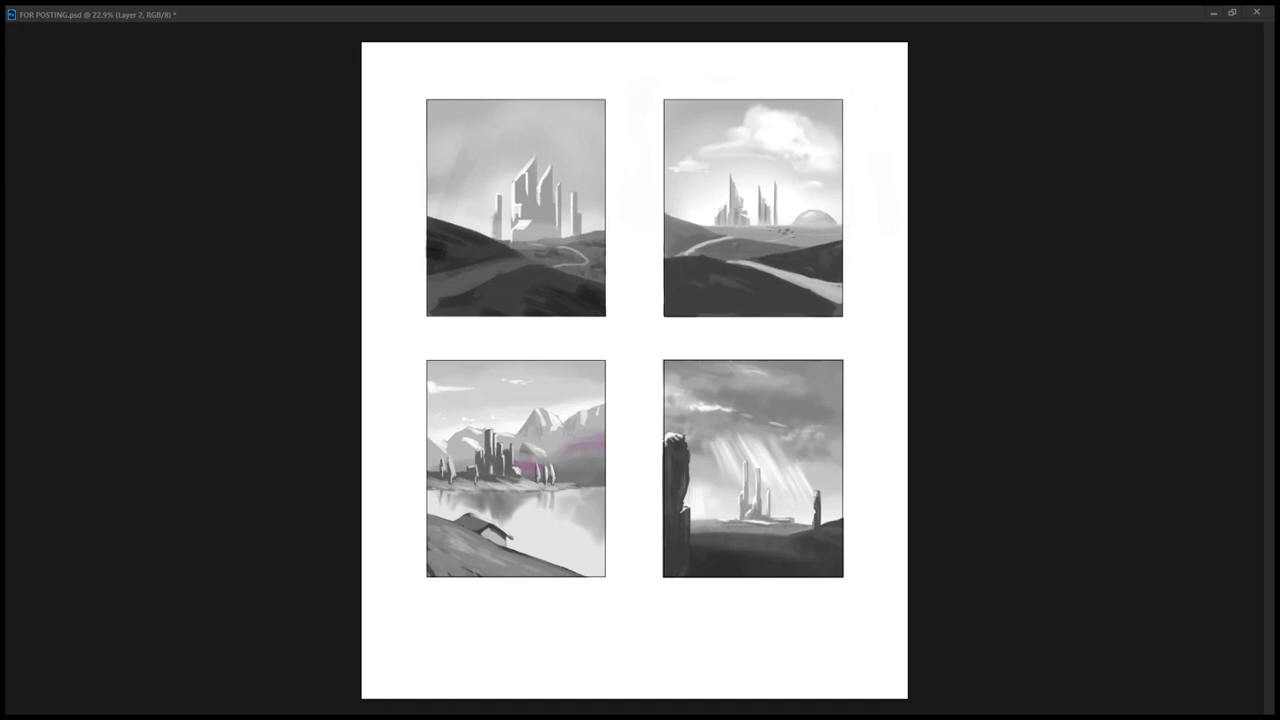 FOR POSTING.psd @ 22.9% (Layer 2, RGB/8) *